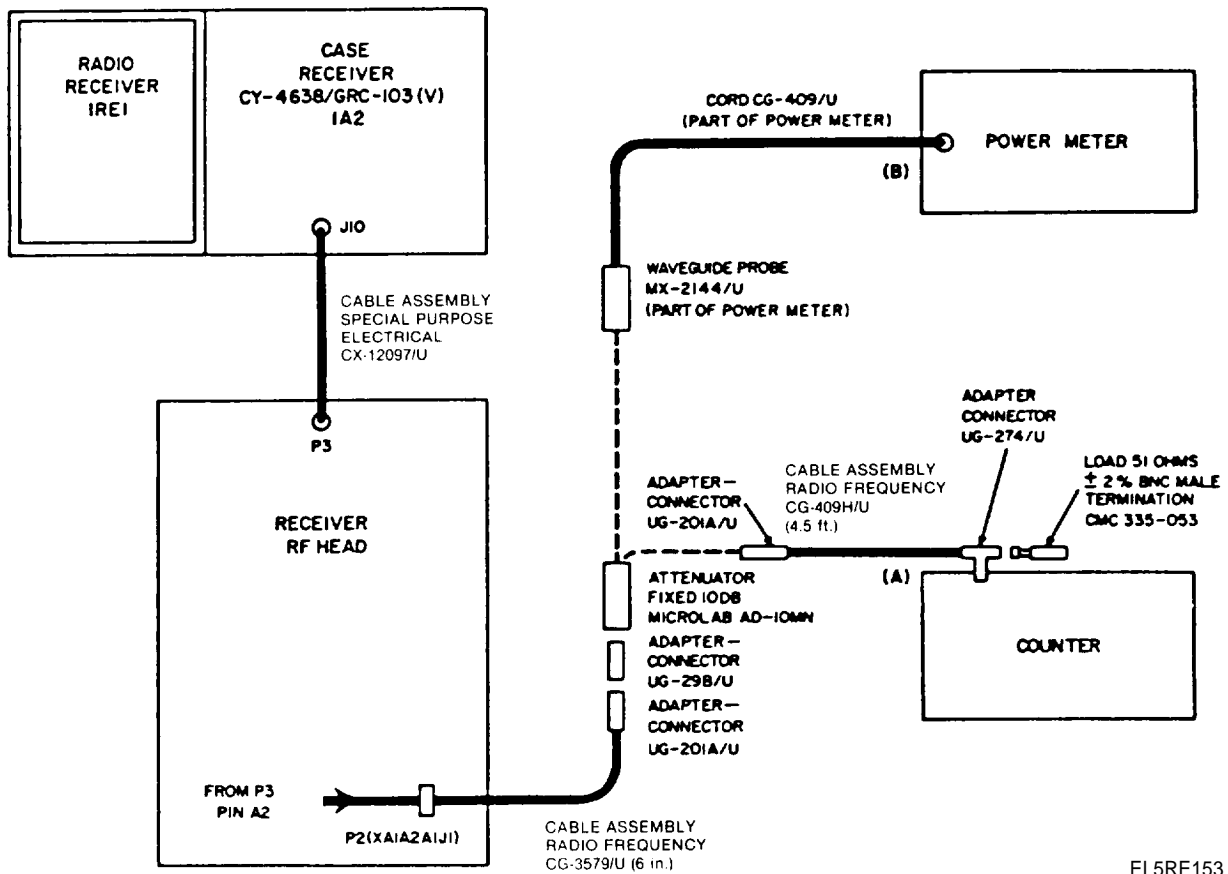 RADIO
RECEIVER
1RE1
CASE
RECEIVER
CY-4638/GRC-103(V)
1A2
J10
CABLE ASSEMBLY
SPECIAL PURPOSE
ELECTRICAL
CX-12097/U
P3
RECEIVER
RF HEAD
FROM P3
PIN A2
P2(XA1A2A1J1)
CABLE ASSEMBLY
RADIO FREQUENCY
CG-3579/U (6 in.)
CORD CG-409/U
(PART OF POWER METER)
(B)
POWER METER
WAVEGUIDE PROBE
MX-2144/U
(PART OF POWER METER)
ADAPTER-
CONNECTOR
UG-201A/U
CABLE ASSEMBLY
RADIO FREQUENCY
CG-409H/U
(4.5 ft.)
ADAPTER
CONNECTOR
UG-274/U
LOAD 51 OHMS
± 2% BNC MALE
TERMINATION
CMC 335-053
(A)
ATTENUATOR
FIXED 10DB
MICROLAB AD-10MN
ADAPTER-
CONNECTOR
UG-29B/U
ADAPTER-
CONNECTOR
UG-201A/U
COUNTER
EL5RE153